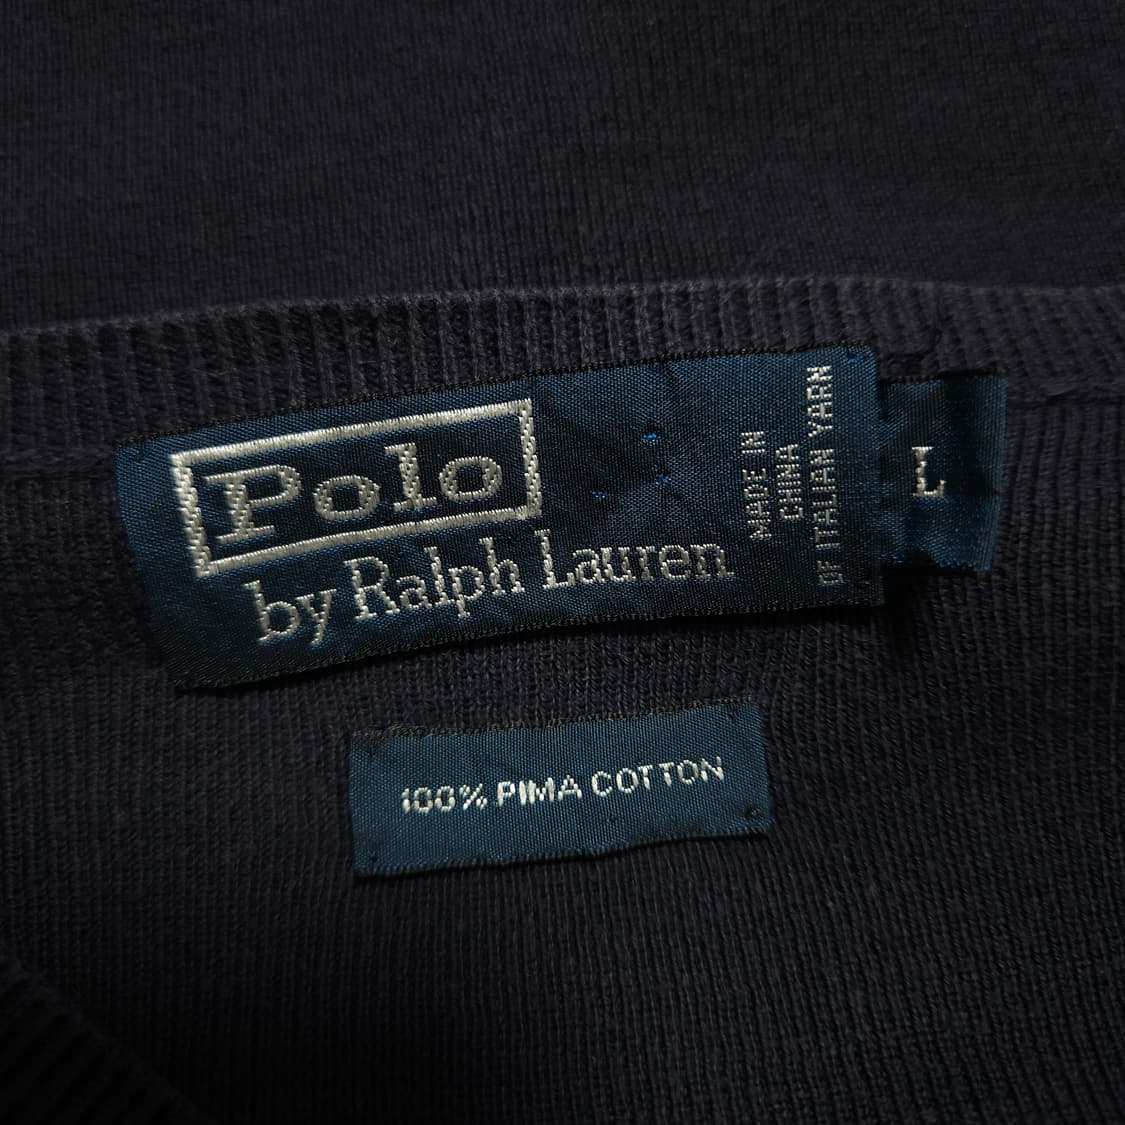 Polo
by Ralph Lauren
MADE IN
CHINA
OF ITALIAN YARN
L
100% PIMA COTTON